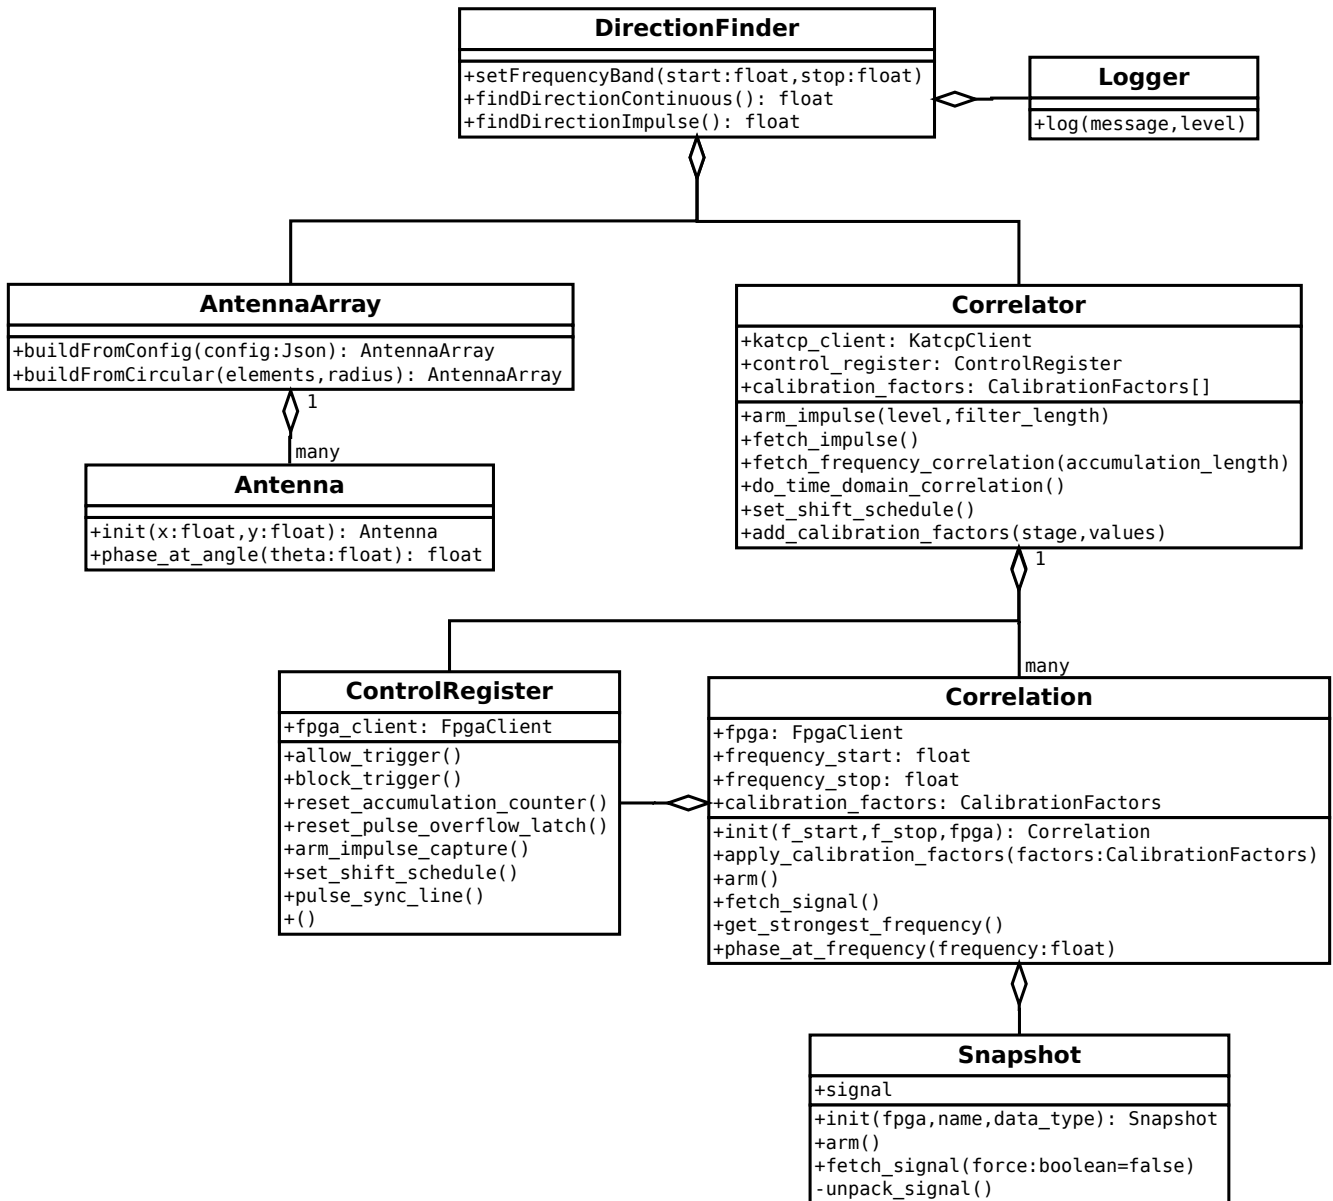 DirectionFinder
+setFrequencyBand(start:float,stop:float)
+findDirectionContinuous(): float
+findDirectionImpulse(): float
Logger
+log(message,level)
AntennaArray
+buildFromConfig(config:Json): AntennaArray
+buildFromCircular(elements,radius): AntennaArray
1
many
Antenna
+init(x:float,y:float): Antenna
+phase_at_angle(theta:float): float
Correlator
+katcp_client: KatcpClient
+control_register: ControlRegister
+calibration_factors: CalibrationFactors[]
+arm_impulse(level,filter_length)
+fetch_impulse()
+fetch_frequency_correlation(accumulation_length)
+do_time_domain_correlation()
+set_shift_schedule()
+add_calibration_factors(stage,values)
1
many
ControlRegister
+fpga_client: FpgaClient
+allow_trigger()
+block_trigger()
+reset_accumulation_counter()
+reset_pulse_overflow_latch()
+arm_impulse_capture()
+set_shift_schedule()
+pulse_sync_line()
+()
Correlation
+fpga: FpgaClient
+frequency_start: float
+frequency_stop: float
+calibration_factors: CalibrationFactors
+init(f_start,f_stop,fpga): Correlation
+apply_calibration_factors(factors:CalibrationFactors)
+arm()
+fetch_signal()
+get_strongest_frequency()
+phase_at_frequency(frequency:float)
Snapshot
+signal
+init(fpga,name,data_type): Snapshot
+arm()
+fetch_signal(force:boolean=false)
-unpack_signal()